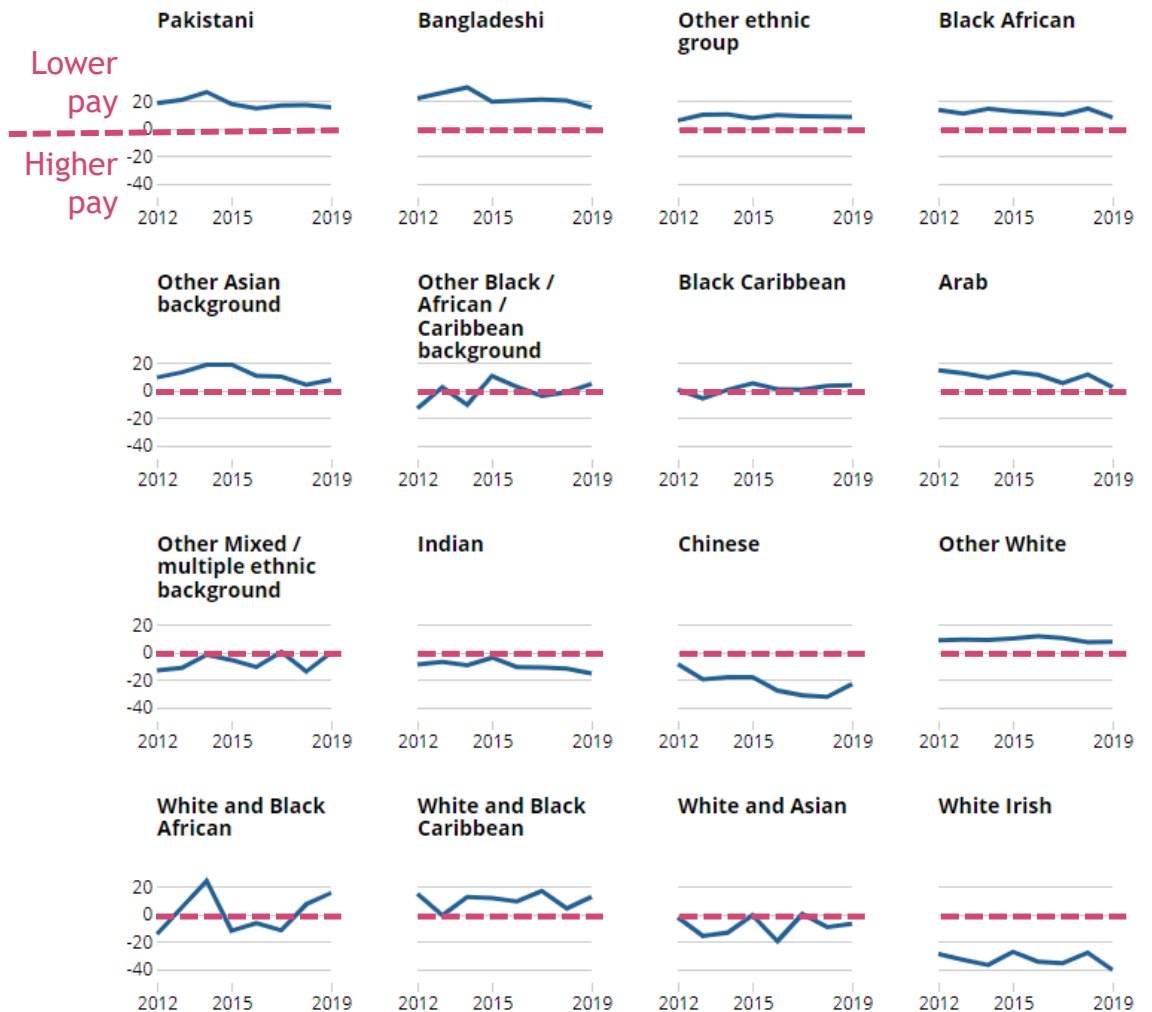 Pakistani
Bangladeshi
Other ethnic
group
Black African
Lower
pay
Higher
pay
20
0
-20
-40
2012 2015 2019
2012 2015 2019
2012 2015 2019
2012 2015 2019
Other Asian
background
Other Black /
African /
Caribbean
background
Black Caribbean
Arab
20
0
-20
-40
2012 2015 2019
2012 2015 2019
2012 2015 2019
2012 2015 2019
Other Mixed /
multiple ethnic
background
Indian
Chinese
Other White
20
0
-20
-40
2012 2015 2019
2012 2015 2019
2012 2015 2019
2012 2015 2019
White and Black
African
White and Black
Caribbean
White and Asian
White Irish
20
0
-20
-40
2012 2015 2019
2012 2015 2019
2012 2015 2019
2012 2015 2019